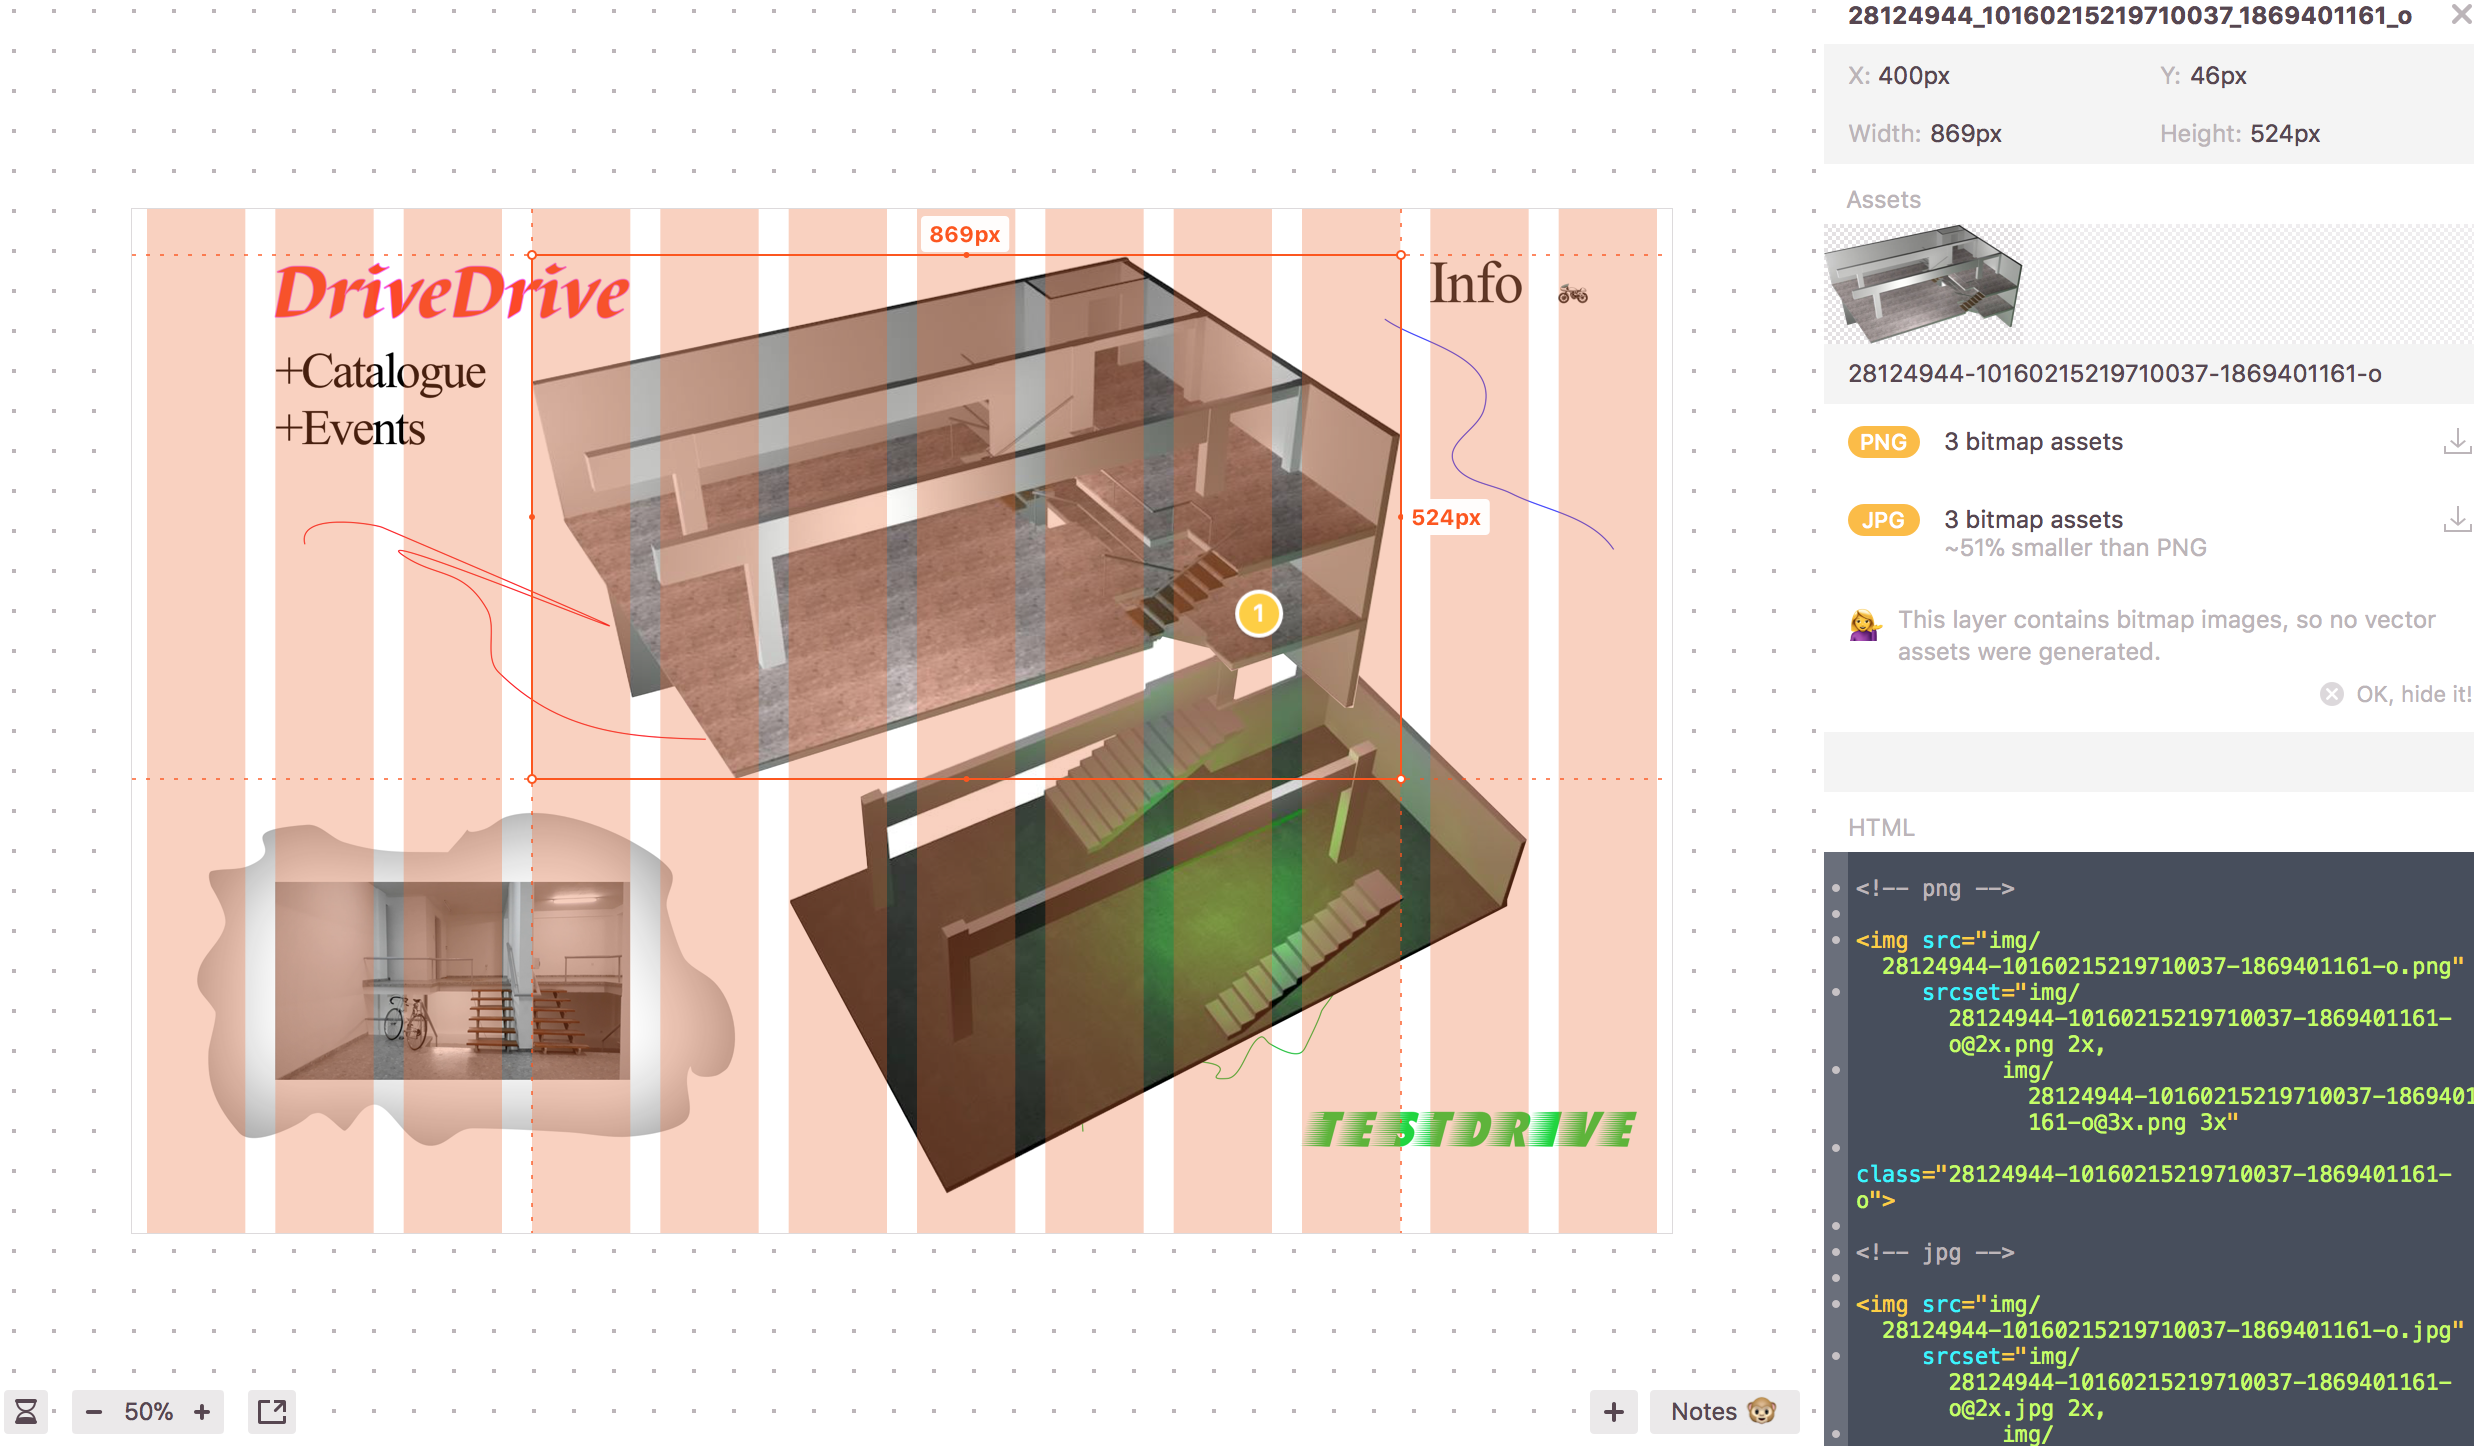 28124944_10160215219710037_1869401161_o
X: 400px
Y: 46px
Width: 869px
Height: 524px
Assets
28124944-10160215219710037-1869401161-o
PNG
3 bitmap assets
JPG
3 bitmap assets
~51% smaller than PNG
This layer contains bitmap images, so no vector
assets were generated.
OK, hide it!
HTML
<!-- png -->
<img src="img/
28124944-10160215219710037-1869401161-o.png"
srcset="img/
28124944-10160215219710037-1869401161-
o@2x.png 2x,
img/
28124944-10160215219710037-1869401
161-o@3x.png 3x"
class="28124944-10160215219710037-1869401161-
o">
<!-- jpg -->
<img src="img/
28124944-10160215219710037-1869401161-o.jpg"
srcset="img/
28124944-10160215219710037-1869401161-
o@2x.jpg 2x,
img/
869px
DriveDrive
Info
+Catalogue
+Events
524px
1
TESTDRIVE
50%
Notes